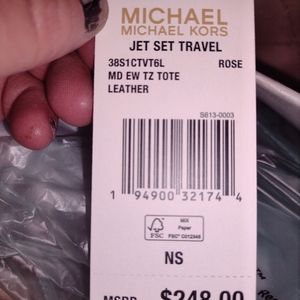 MICHAEL
MICHAEL KORS
JET SET TRAVEL
38S1CTVT6L ROSE
MD EW TZ TOTE
LEATHER
S613-0003
1 94900 32174 4
FSC
MIX
Paper
FSC® C012345
NS
MSRP $248.00